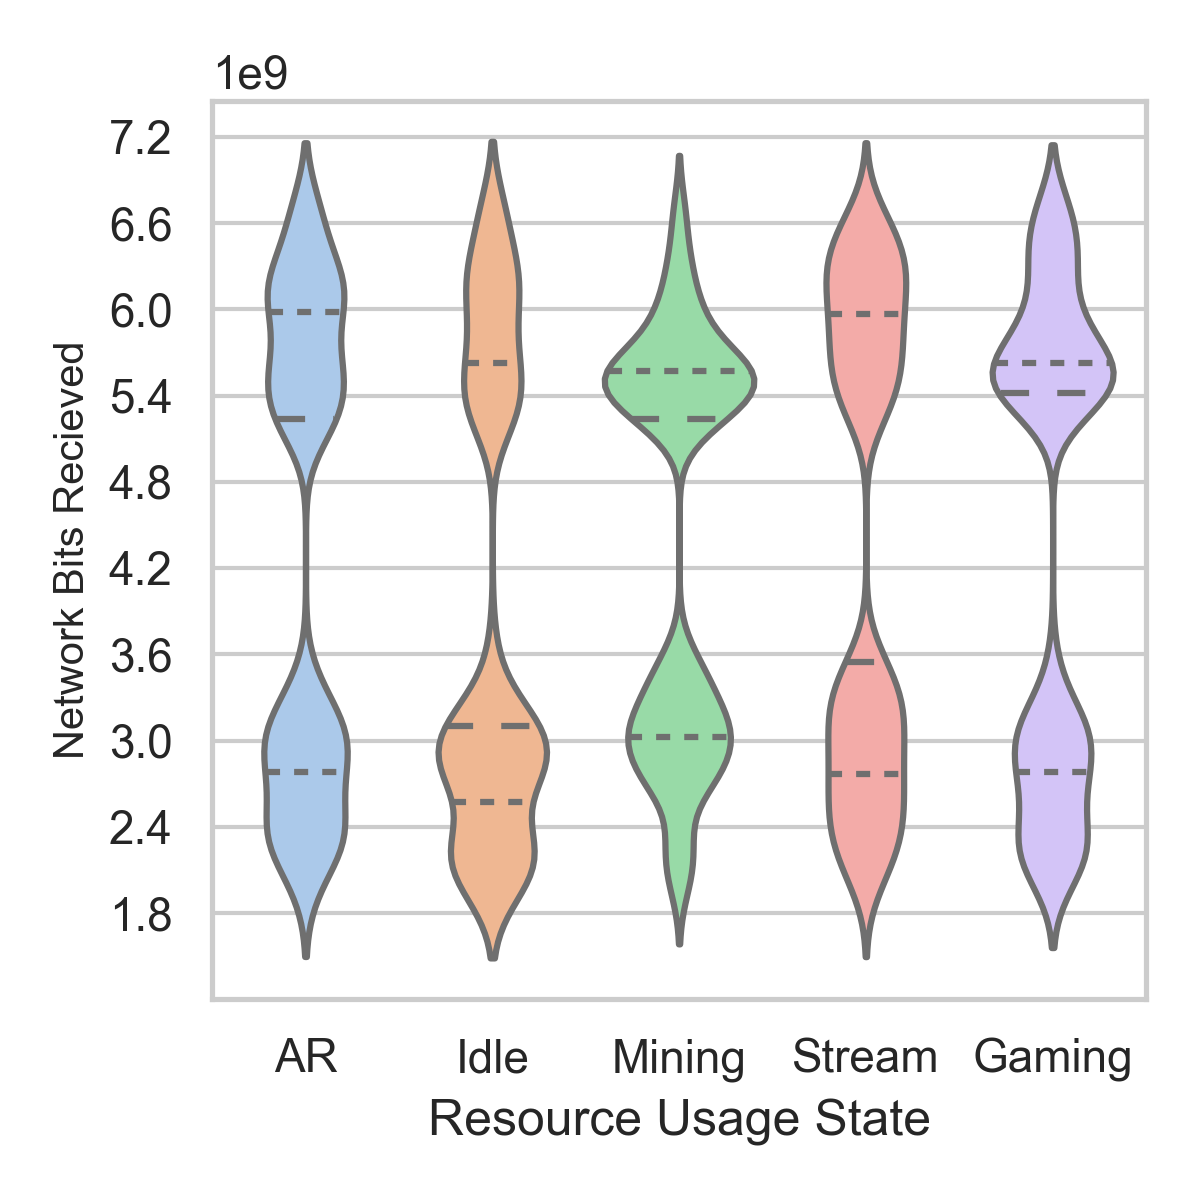 1e9
7.2
6.6
6.0
5.4
4.8
4.2
3.6
3.0
2.4
1.8
Network Bits Recieved
AR Idle Mining Stream Gaming
Resource Usage State